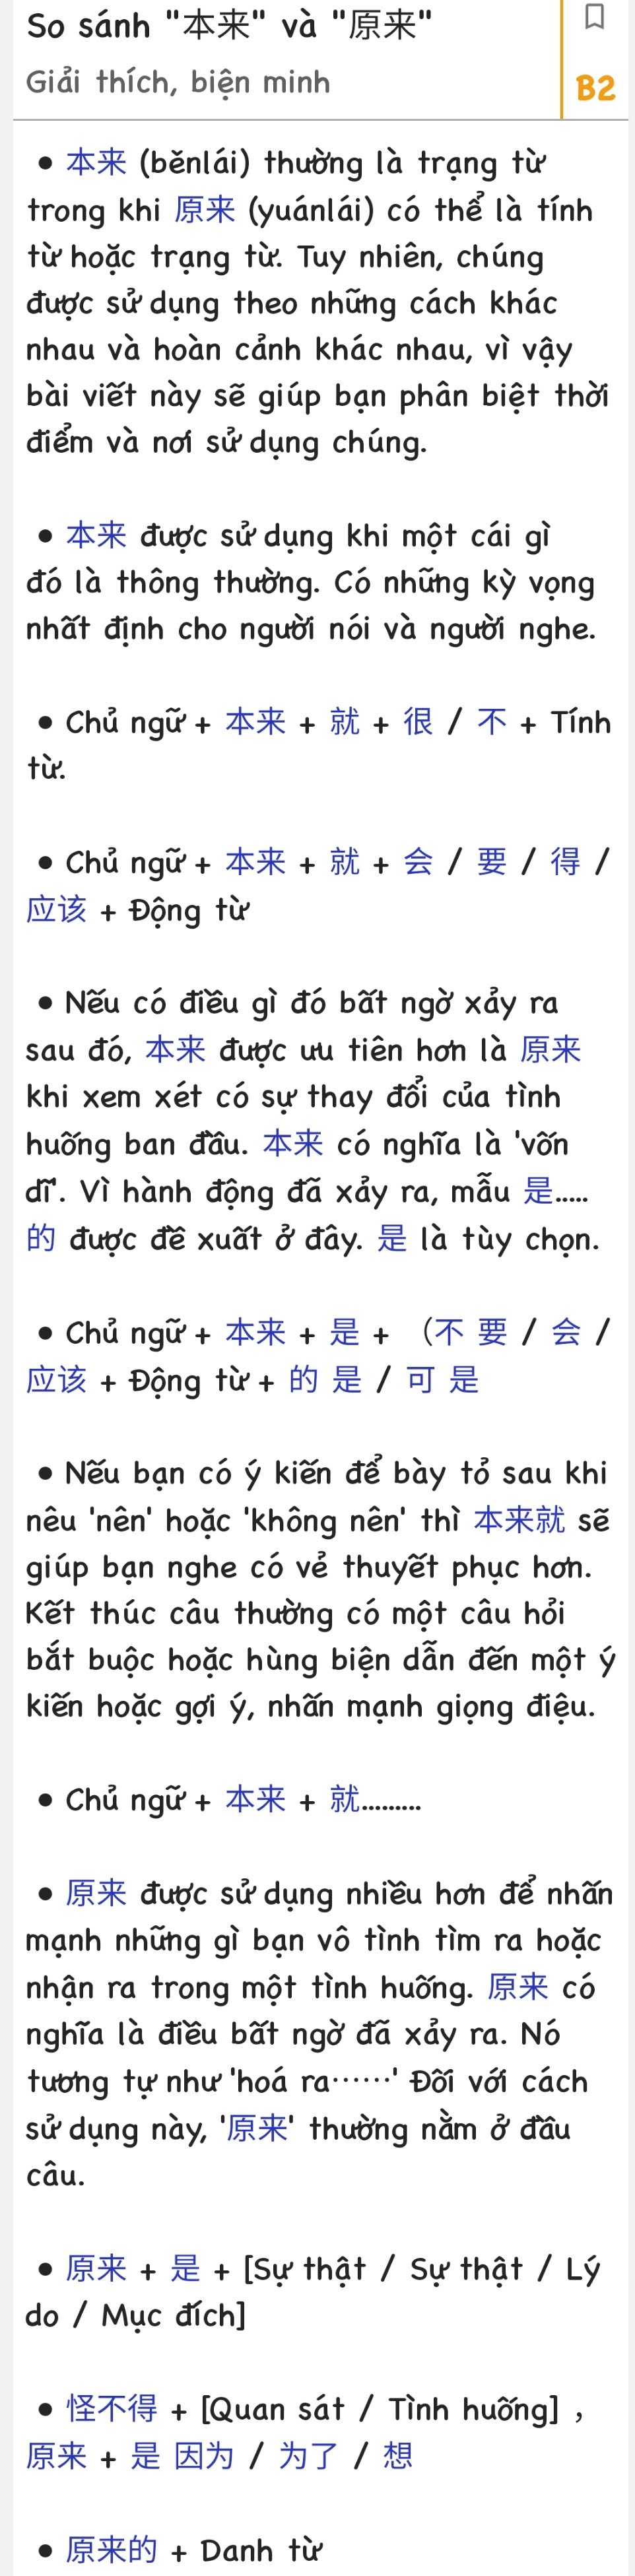 So sánh "本来" và "原来"
Giải thích, biện minh
B2
• 本来 (běnlái) thường là trạng từ
trong khi 原来 (yuánlái) có thể là tính
từ hoặc trạng từ. Tuy nhiên, chúng
được sử dụng theo những cách khác
nhau và hoàn cảnh khác nhau, vì vậy
bài viết này sẽ giúp bạn phân biệt thời
điểm và nơi sử dụng chúng.
• 本来 được sử dụng khi một cái gì
đó là thông thường. Có những kỳ vọng
nhất định cho người nói và người nghe.
• Chủ ngữ + 本来 + 就 + 很 / 不 + Tính
từ.
• Chủ ngữ + 本来 + 就 + 会 / 要 / 得 /
应该 + Động từ
• Nếu có điều gì đó bất ngờ xảy ra
sau đó, 本来 được ưu tiên hơn là 原来
khi xem xét có sự thay đổi của tình
huống ban đầu. 本来 có nghĩa là 'vốn
dĩ'. Vì hành động đã xảy ra, mẫu 是.....
的 được đề xuất ở đây. 是 là tùy chọn.
• Chủ ngữ + 本来 + 是 + （不 要 / 会 /
应该 + Động từ + 的 是 / 可 是
• Nếu bạn có ý kiến để bày tỏ sau khi
nêu 'nên' hoặc 'không nên' thì 本来就 sẽ
giúp bạn nghe có vẻ thuyết phục hơn.
Kết thúc câu thường có một câu hỏi
bắt buộc hoặc hùng biện dẫn đến một ý
kiến hoặc gợi ý, nhấn mạnh giọng điệu.
• Chủ ngữ + 本来 + 就.........
• 原来 được sử dụng nhiều hơn để nhấn
mạnh những gì bạn vô tình tìm ra hoặc
nhận ra trong một tình huống. 原来 có
nghĩa là điều bất ngờ đã xảy ra. Nó
tương tự như 'hoá ra……' Đối với cách
sử dụng này, '原来' thường nằm ở đầu
câu.
• 原来 + 是 + [Sự thật / Sự thật / Lý
do / Mục đích]
• 怪不得 + [Quan sát / Tình huống] ，
原来 + 是 因为 / 为了 / 想
• 原来的 + Danh từ